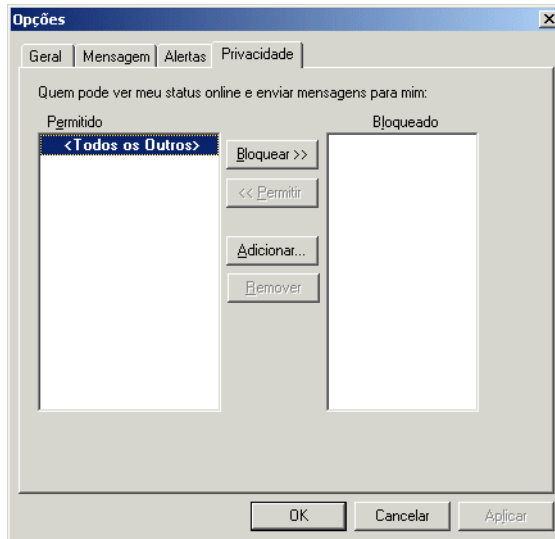 Opções
Geral Mensagem Alertas Privacidade
Quem pode ver meu status online e enviar mensagens para mim:
Permitido Bloqueado
<Todos os Outros>
Bloquear >>
<< Permitir
Adicionar...
Remover
OK Cancelar Aplicar